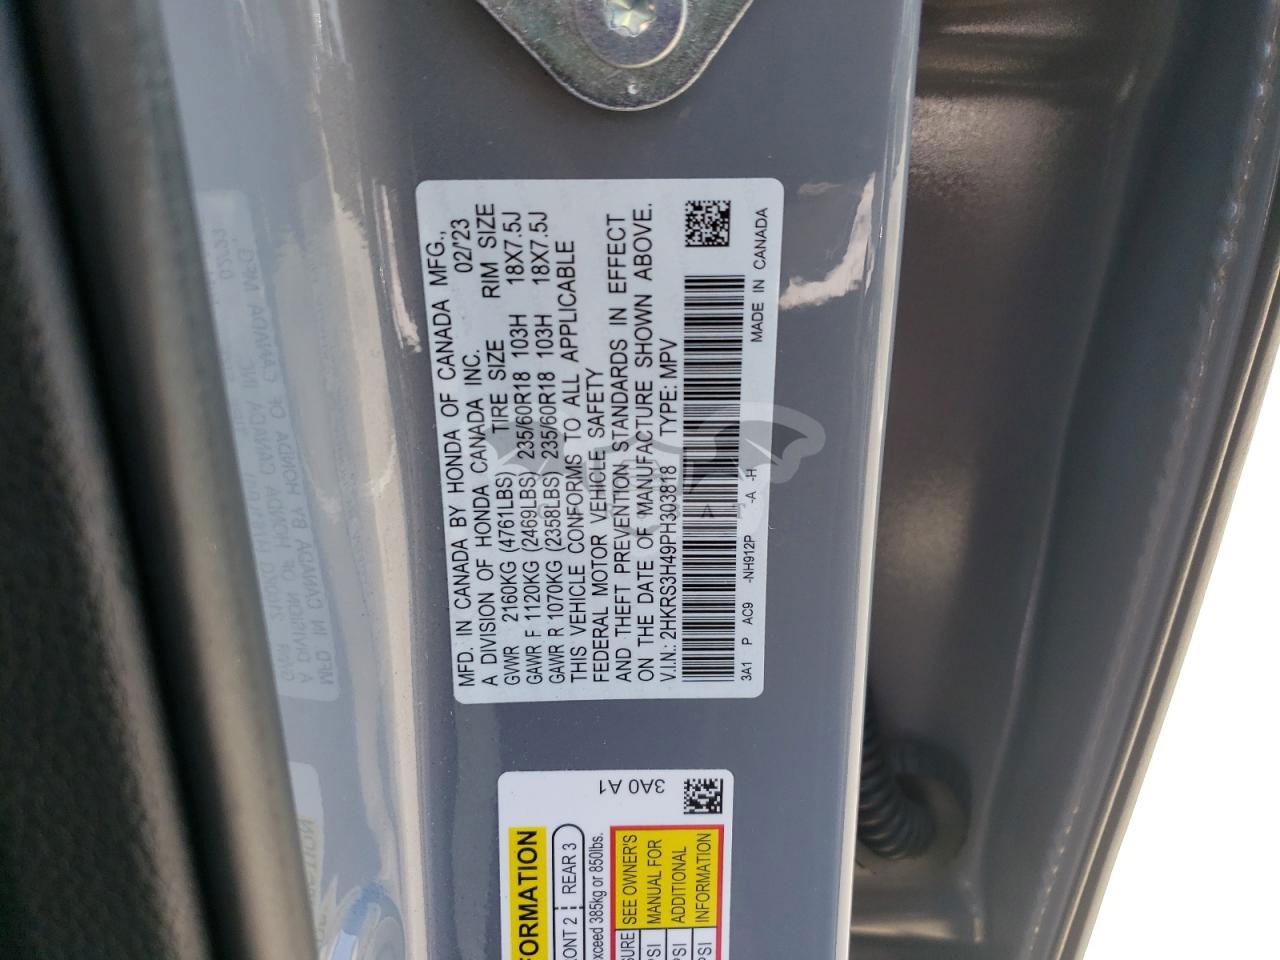 MFD. IN CANADA BY HONDA OF CANADA MFG.,
A DIVISION OF HONDA CANADA INC. 02/'23
GVWR 2160KG (4761LBS) TIRE SIZE RIM SIZE
GAWR F 1120KG (2469LBS) 235/60R18 103H 18X7.5J
GAWR R 1070KG (2358LBS) 235/60R18 103H 18X7.5J
THIS VEHICLE CONFORMS TO ALL APPLICABLE
FEDERAL MOTOR VEHICLE SAFETY
AND THEFT PREVENTION STANDARDS IN EFFECT
ON THE DATE OF MANUFACTURE SHOWN ABOVE.
V.I.N.: 2HKRS3H49PH303818 TYPE: MPV
3A1 P AC9 -NH912P -A -H MADE IN CANADA
3A0 A1
REAR 3
385kg or 850lbs.
SEE OWNER'S
MANUAL FOR
ADDITIONAL
INFORMATION